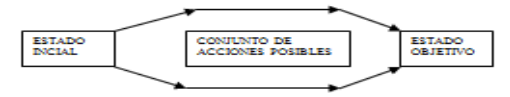 ESTADO
INCIAL
CONJUNTO DE
ACCIONES POSIBLES
ESTADO
OBJETIVO